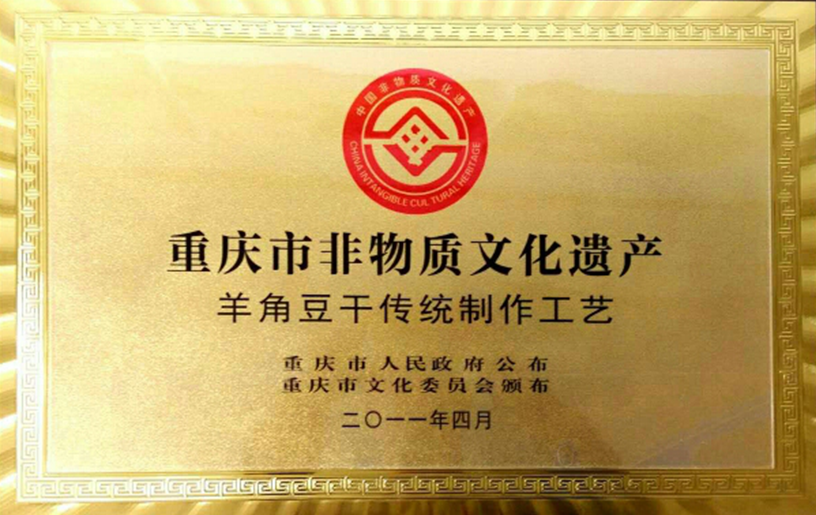 中国非物质文化遗产
CHINA INTANGIBLE CULTURAL HERITAGE
重庆市非物质文化遗产
羊角豆干传统制作工艺
重庆市人民政府公布
重庆市文化委员会颁布
二〇一一年四月